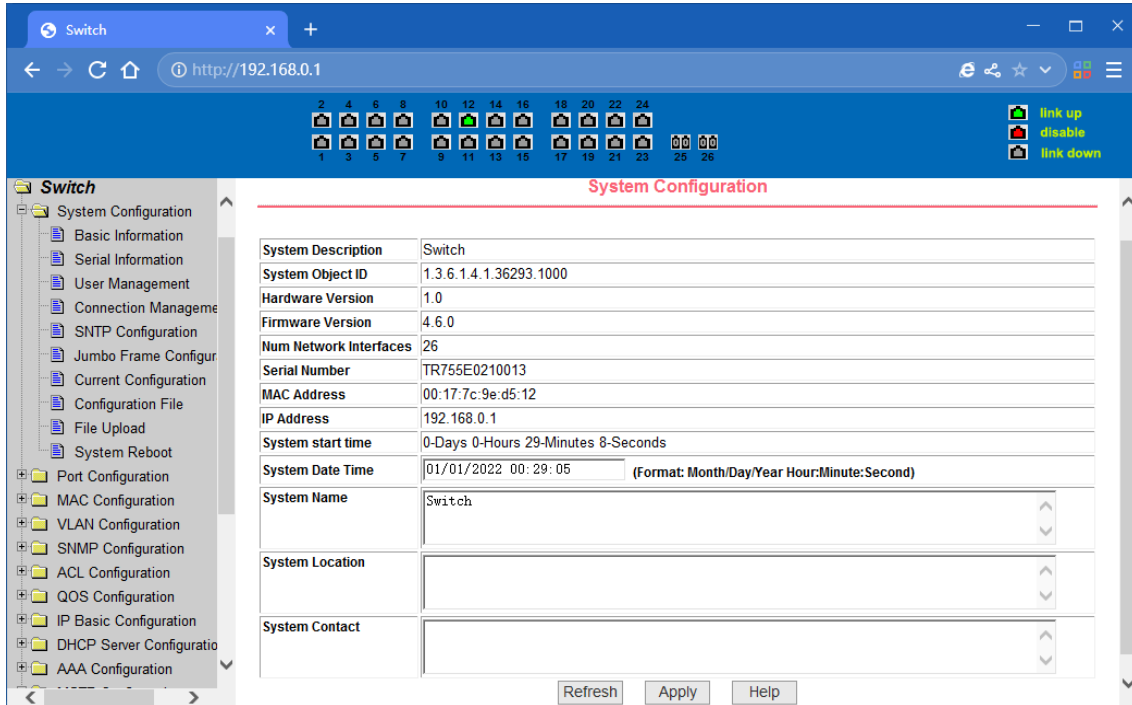 Switch
http://192.168.0.1
2 4 6 8 10 12 14 16 18 20 22 24
1 3 5 7 9 11 13 15 17 19 21 23 25 26
link up
disable
link down
Switch
System Configuration
Basic Information
Serial Information
User Management
Connection Manageme
SNTP Configuration
Jumbo Frame Configur
Current Configuration
Configuration File
File Upload
System Reboot
Port Configuration
MAC Configuration
VLAN Configuration
SNMP Configuration
ACL Configuration
QOS Configuration
IP Basic Configuration
DHCP Server Configuratio
AAA Configuration
System Configuration
System Description Switch
System Object ID 1.3.6.1.4.1.36293.1000
Hardware Version 1.0
Firmware Version 4.6.0
Num Network Interfaces 26
Serial Number TR755E0210013
MAC Address 00:17:7c:9e:d5:12
IP Address 192.168.0.1
System start time 0-Days 0-Hours 29-Minutes 8-Seconds
System Date Time 01/01/2022 00:29:05 (Format: Month/Day/Year Hour:Minute:Second)
System Name Switch
System Location
System Contact
Refresh Apply Help